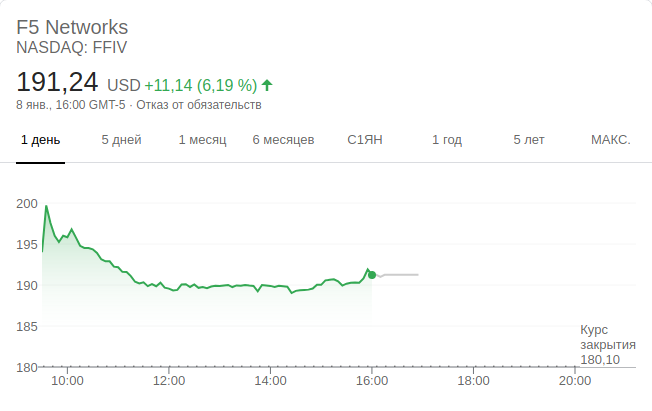 F5 Networks
NASDAQ: FFIV
191,24 USD +11,14 (6,19 %)
8 янв., 16:00 GMT-5 · Отказ от обязательств
1 день 5 дней 1 месяц 6 месяцев С1ЯН 1 год 5 лет МАКС.
200
195
190
185
180
Курс
закрытия
180,10
10:00 12:00 14:00 16:00 18:00 20:00